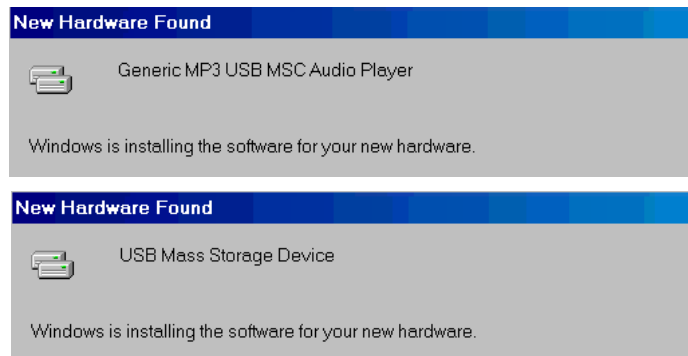 New Hardware Found
Generic MP3 USB MSC Audio Player
Windows is installing the software for your new hardware.
New Hardware Found
USB Mass Storage Device
Windows is installing the software for your new hardware.